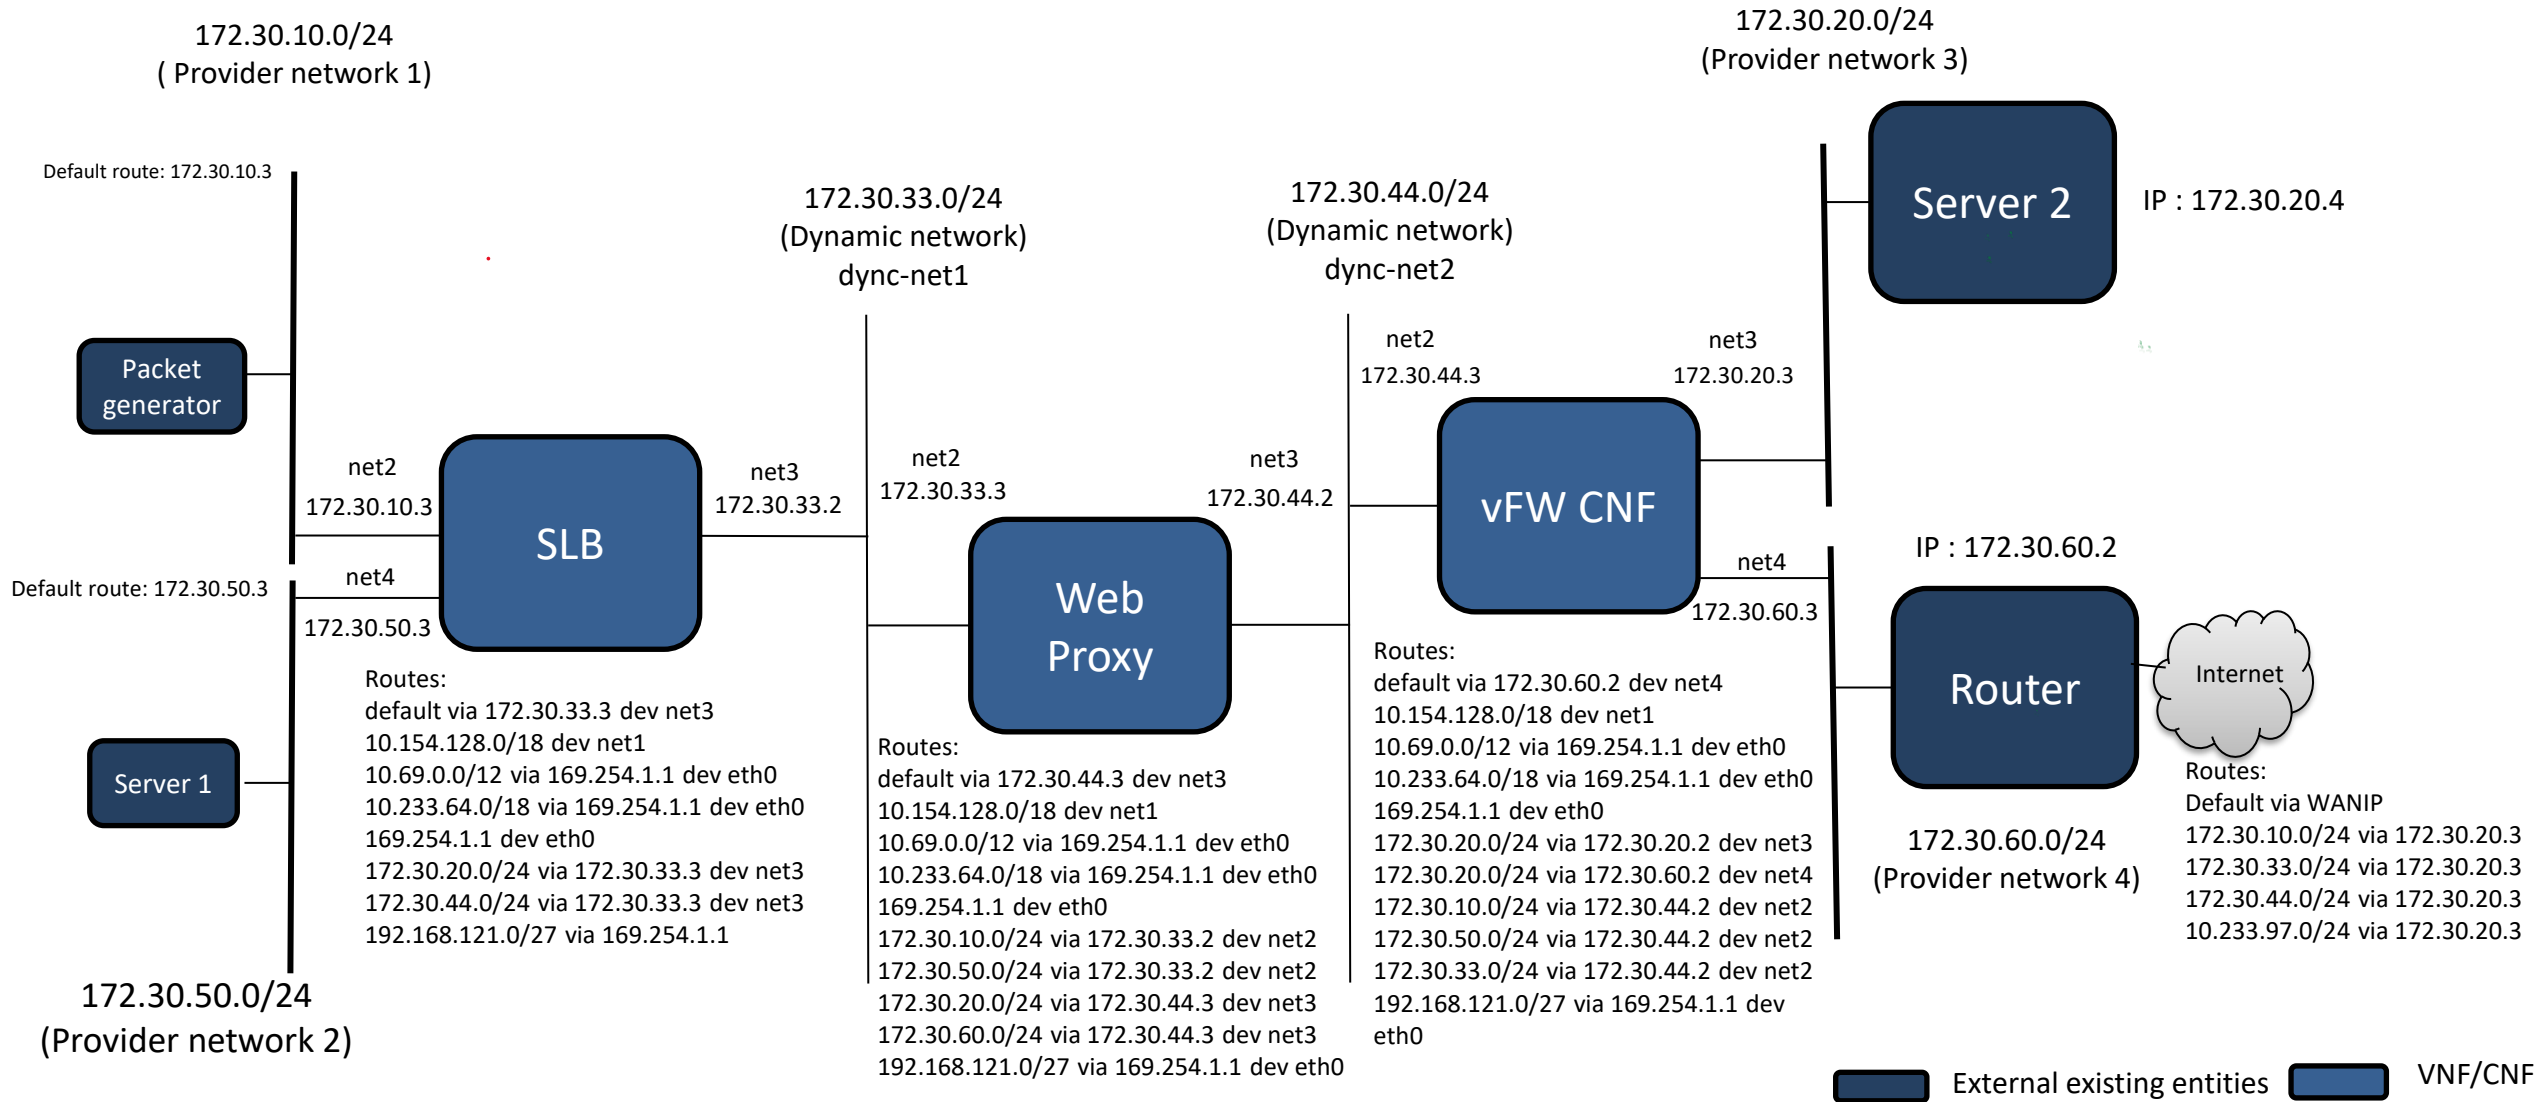 172.30.10.0/24
( Provider network 1)
172.30.20.0/24
(Provider network 3)
Default route: 172.30.10.3
172.30.33.0/24
(Dynamic network)
dync-net1
172.30.44.0/24
(Dynamic network)
dync-net2
Server 2
IP : 172.30.20.4
Packet
generator
net2
172.30.10.3
SLB
net3
172.30.33.2
net2
172.30.33.3
net3
172.30.44.2
net2
172.30.44.3
vFW CNF
net3
172.30.20.3
Default route: 172.30.50.3
net4
172.30.50.3
Web
Proxy
net4
172.30.60.3
IP : 172.30.60.2
Router
Internet
Server 1
Routes:
default via 172.30.33.3 dev net3
10.154.128.0/18 dev net1
10.69.0.0/12 via 169.254.1.1 dev eth0
10.233.64.0/18 via 169.254.1.1 dev eth0
169.254.1.1 dev eth0
172.30.20.0/24 via 172.30.33.3 dev net3
172.30.44.0/24 via 172.30.33.3 dev net3
192.168.121.0/27 via 169.254.1.1
Routes:
default via 172.30.44.3 dev net3
10.154.128.0/18 dev net1
10.69.0.0/12 via 169.254.1.1 dev eth0
10.233.64.0/18 via 169.254.1.1 dev eth0
169.254.1.1 dev eth0
172.30.10.0/24 via 172.30.33.2 dev net2
172.30.50.0/24 via 172.30.33.2 dev net2
172.30.20.0/24 via 172.30.44.3 dev net3
172.30.60.0/24 via 172.30.44.3 dev net3
192.168.121.0/27 via 169.254.1.1 dev eth0
Routes:
default via 172.30.60.2 dev net4
10.154.128.0/18 dev net1
10.69.0.0/12 via 169.254.1.1 dev eth0
10.233.64.0/18 via 169.254.1.1 dev eth0
169.254.1.1 dev eth0
172.30.20.0/24 via 172.30.20.2 dev net3
172.30.20.0/24 via 172.30.60.2 dev net4
172.30.10.0/24 via 172.30.44.2 dev net2
172.30.50.0/24 via 172.30.44.2 dev net2
172.30.33.0/24 via 172.30.44.2 dev net2
192.168.121.0/27 via 169.254.1.1 dev
eth0
172.30.60.0/24
(Provider network 4)
Routes:
Default via WANIP
172.30.10.0/24 via 172.30.20.3
172.30.33.0/24 via 172.30.20.3
172.30.44.0/24 via 172.30.20.3
10.233.97.0/24 via 172.30.20.3
172.30.50.0/24
(Provider network 2)
External existing entities
VNF/CNF